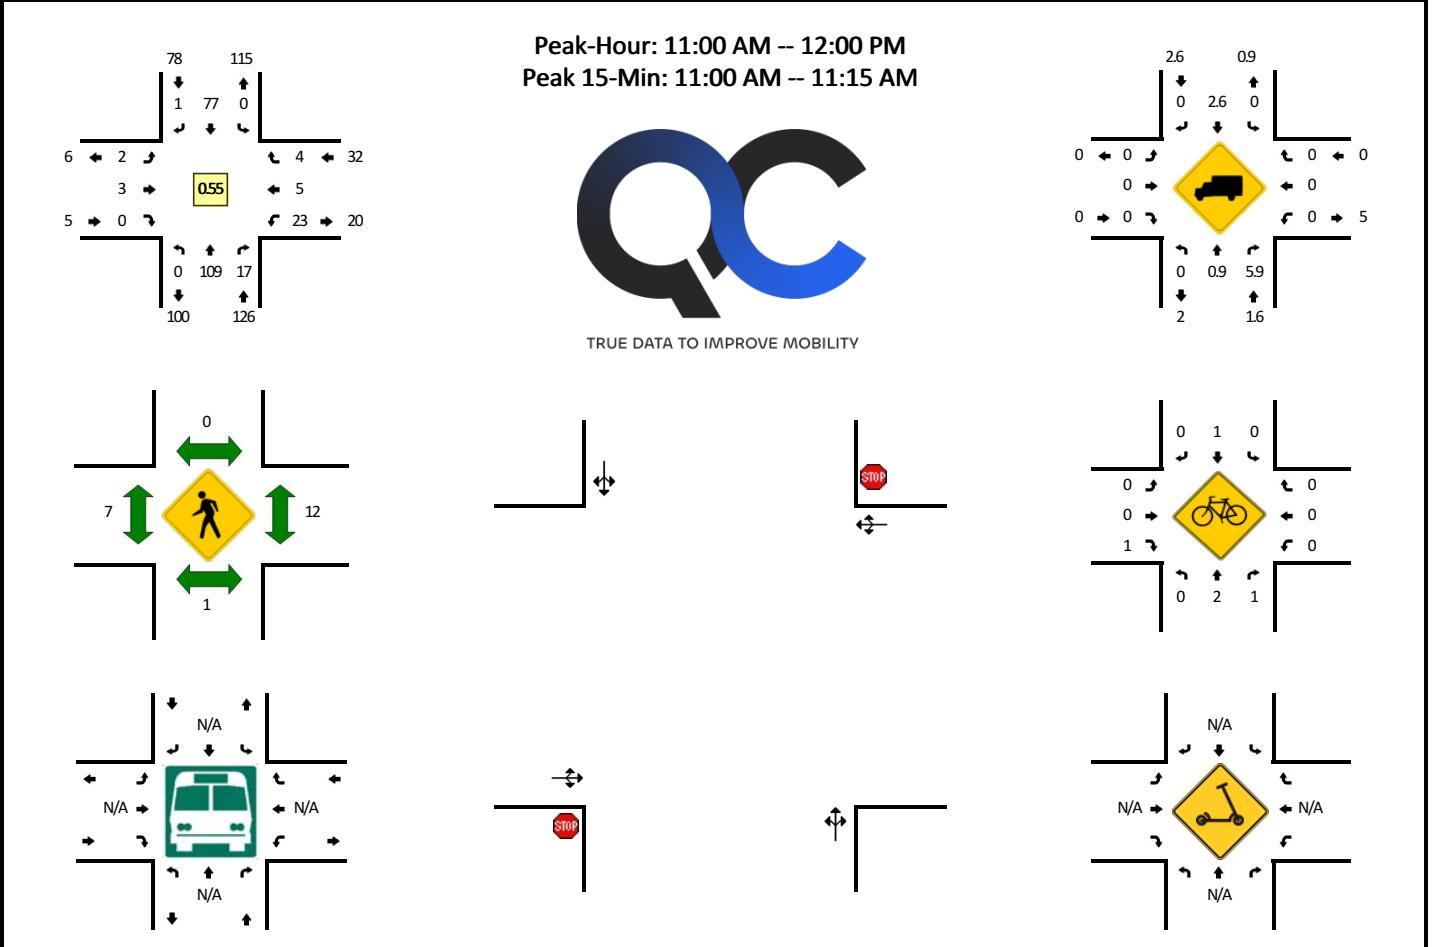 Peak-Hour: 11:00 AM -- 12:00 PM
Peak 15-Min: 11:00 AM -- 11:15 AM
78 115
1 77 0
6 2 4 32
3 0.55 5
5 0 23 20
0 109 17
100 126
QC
TRUE DATA TO IMPROVE MOBILITY
2.6 0.9
0 2.6 0
0 0 0 0
0 0
0 0 0 5
0 0.9 5.9
2 1.6
0
7 12
1
STOP
STOP
0 1 0
0 0
0 0
1 0
0 2 1
N/A
N/A N/A
N/A
N/A
N/A N/A
N/A